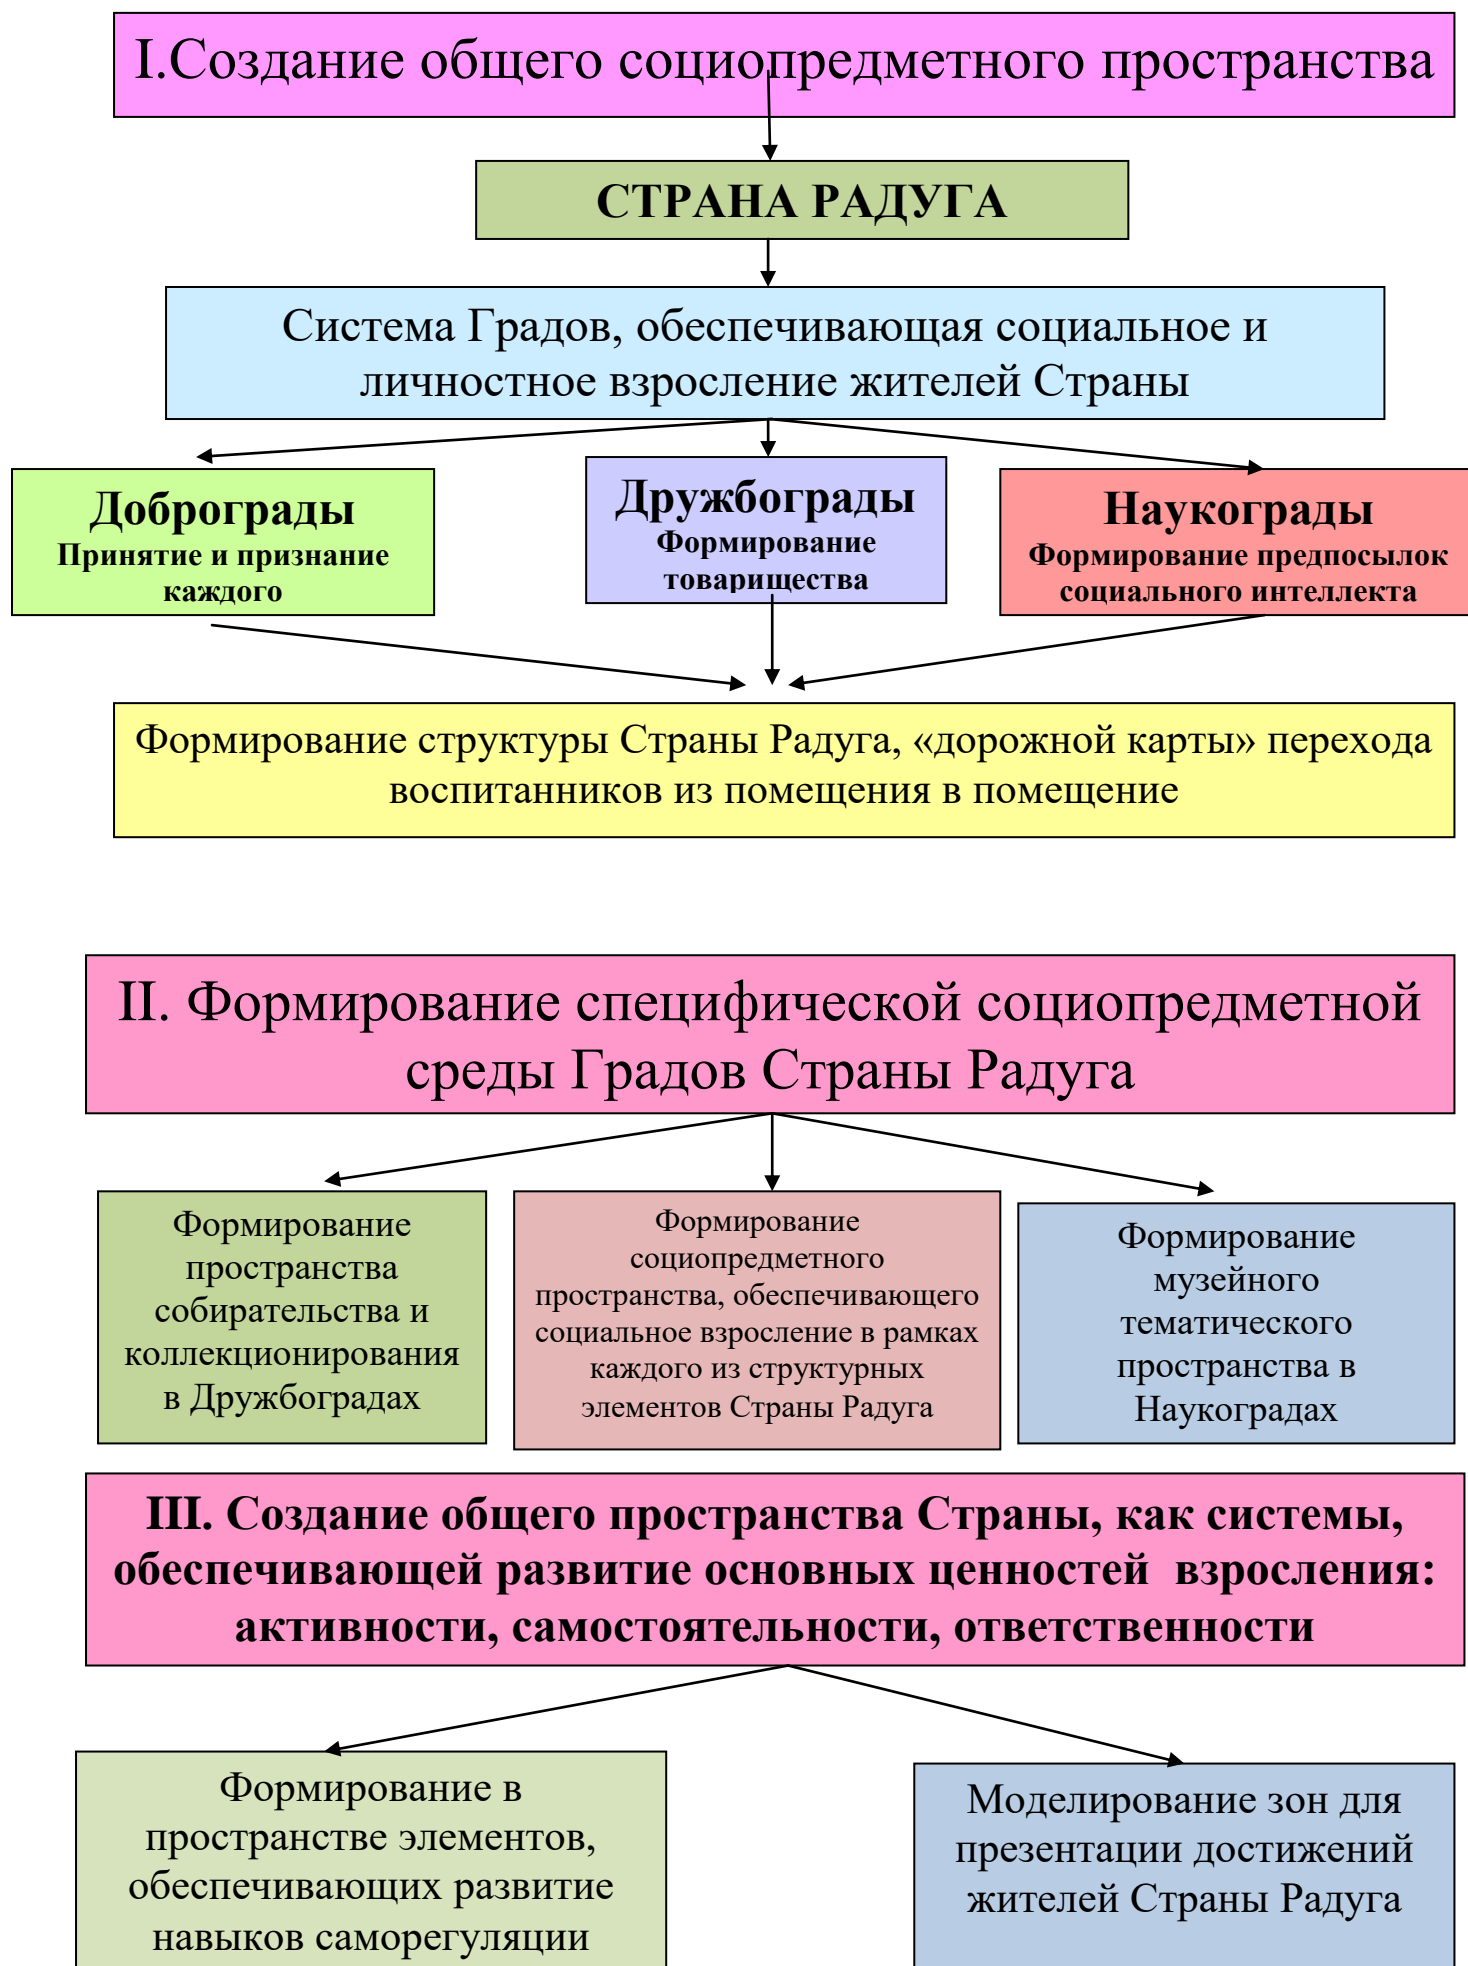 I.Создание общего социопредметного пространства
СТРАНА РАДУГА
Система Градов, обеспечивающая социальное и
личностное взросление жителей Страны
Доброграды
Принятие и признание
каждого
Дружбограды
Формирование
товарищества
Наукограды
Формирование предпосылок
социального интеллекта
Формирование структуры Страны Радуга, «дорожной карты» перехода
воспитанников из помещения в помещение
II. Формирование специфической социопредметной
среды Градов Страны Радуга
Формирование
пространства
собирательства и
коллекционирования
в Дружбоградах
Формирование
социопредметного
пространства, обеспечивающего
социальное взросление в рамках
каждого из структурных
элементов Страны Радуга
Формирование
музейного
тематического
пространства в
Наукоградах
III. Создание общего пространства Страны, как системы,
обеспечивающей развитие основных ценностей  взросления:
активности, самостоятельности, ответственности
Формирование в
пространстве элементов,
обеспечивающих развитие
навыков саморегуляции
Моделирование зон для
презентации достижений
жителей Страны Радуга